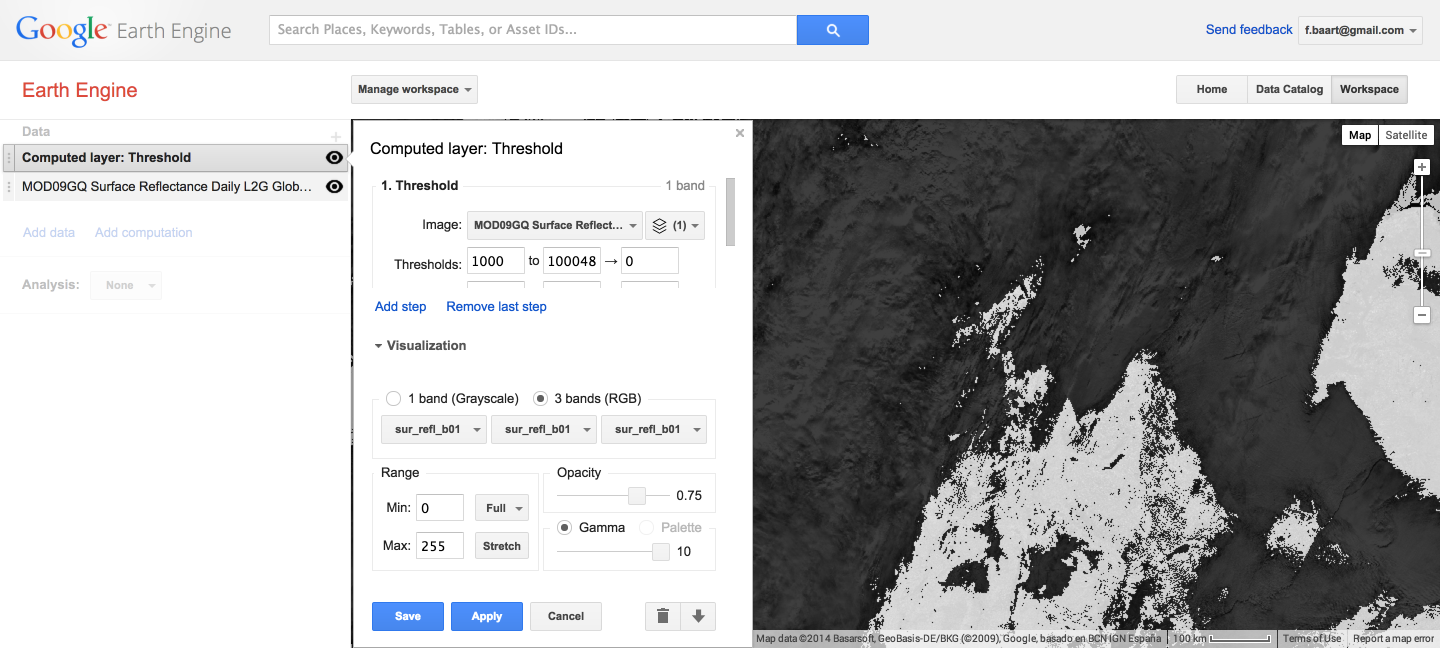 Google Earth Engine
Search Places, Keywords, Tables, or Asset IDs...
Send feedback
f.baart@gmail.com
Earth Engine
Manage workspace
Home
Data Catalog
Workspace
Data
Computed layer: Threshold
MOD09GQ Surface Reflectance Daily L2G Glob...
Add data
Add computation
Analysis:
None
Computed layer: Threshold
1. Threshold
1 band
Image:
MOD09GQ Surface Reflect...
(1)
Thresholds:
1000
to
100048
→
0
Add step
Remove last step
Visualization
1 band (Grayscale)
3 bands (RGB)
sur_refl_b01
sur_refl_b01
sur_refl_b01
Range
Min:
0
Full
Max:
255
Stretch
Opacity
0.75
Gamma
Palette
10
Save
Apply
Cancel
Map
Satellite
Map data ©2014 Basarsoft, GeoBasis-DE/BKG (©2009), Google, basado en BCN IGN España
100 km
Terms of Use
Report a map error